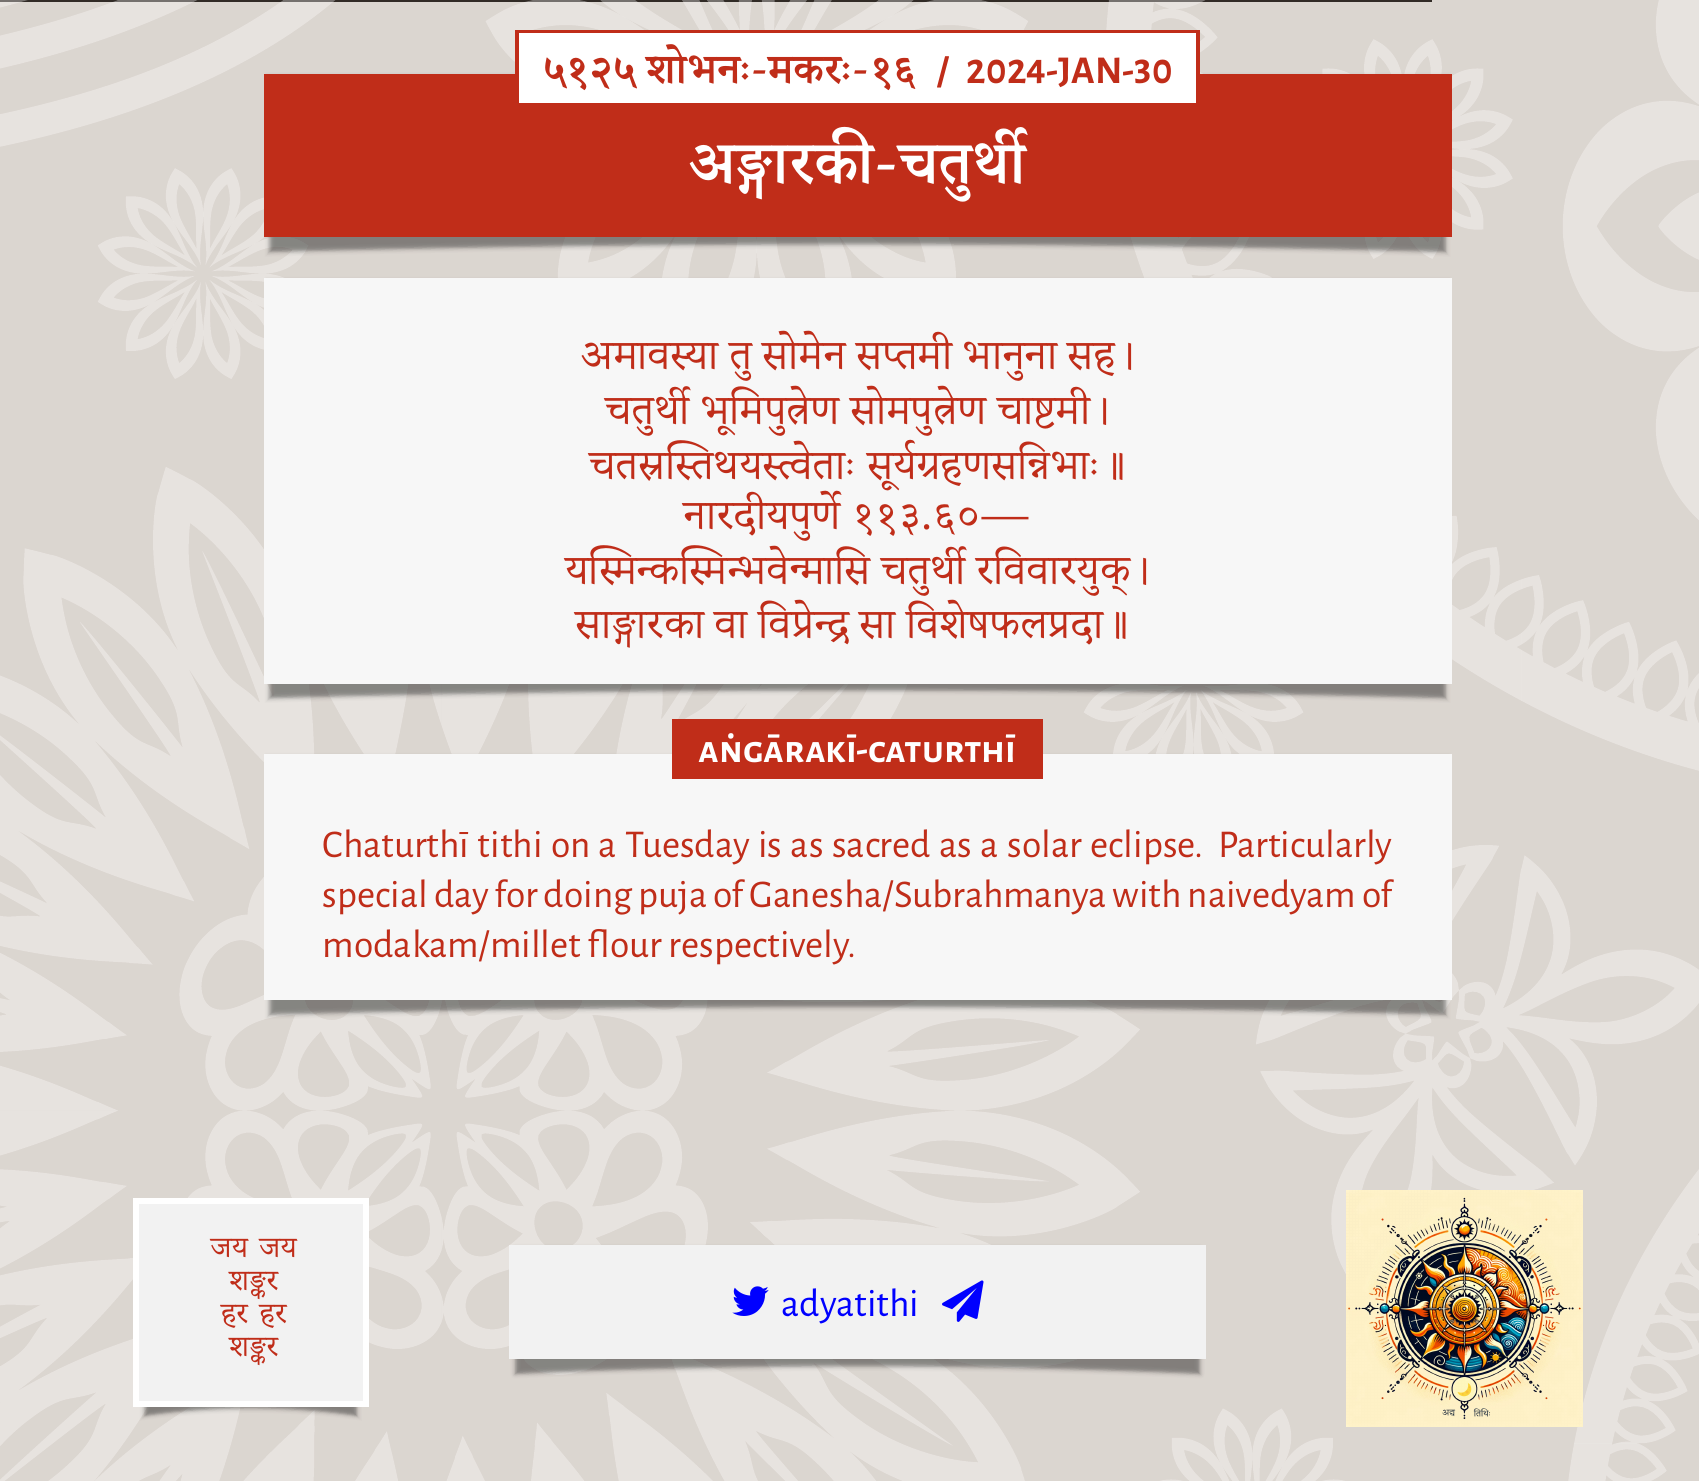 ५१२५ शोभनः-मकरः-१६ / 2024-JAN-30
अङ्गारकी-चतुर्थी
अमावस्या तु सोमेन सप्तमी भानुना सह।
चतुर्थी भूमिपुत्रेण सोमपुत्रेण चाष्टमी।
चतस्रस्तिथयस्त्वेताः सूर्यग्रहणसन्निभाः॥
नारदीयपुर्णे ११३.६०—
यस्मिन्कस्मिन्भवेन्मासि चतुर्थी रविवारयुक्।
साङ्गारका वा विप्रेन्द्र सा विशेषफलप्रदा॥
AṄGĀRAKĪ-CATURTHĪ
Chaturthī tithi on a Tuesday is as sacred as a solar eclipse. Particularly
special day for doing puja of Ganesha/Subrahmanya with naivedyam of
modakam/millet flour respectively.
जय जय
शङ्कर
हर हर
शङ्कर
adyatithi
अद्य तिथिः